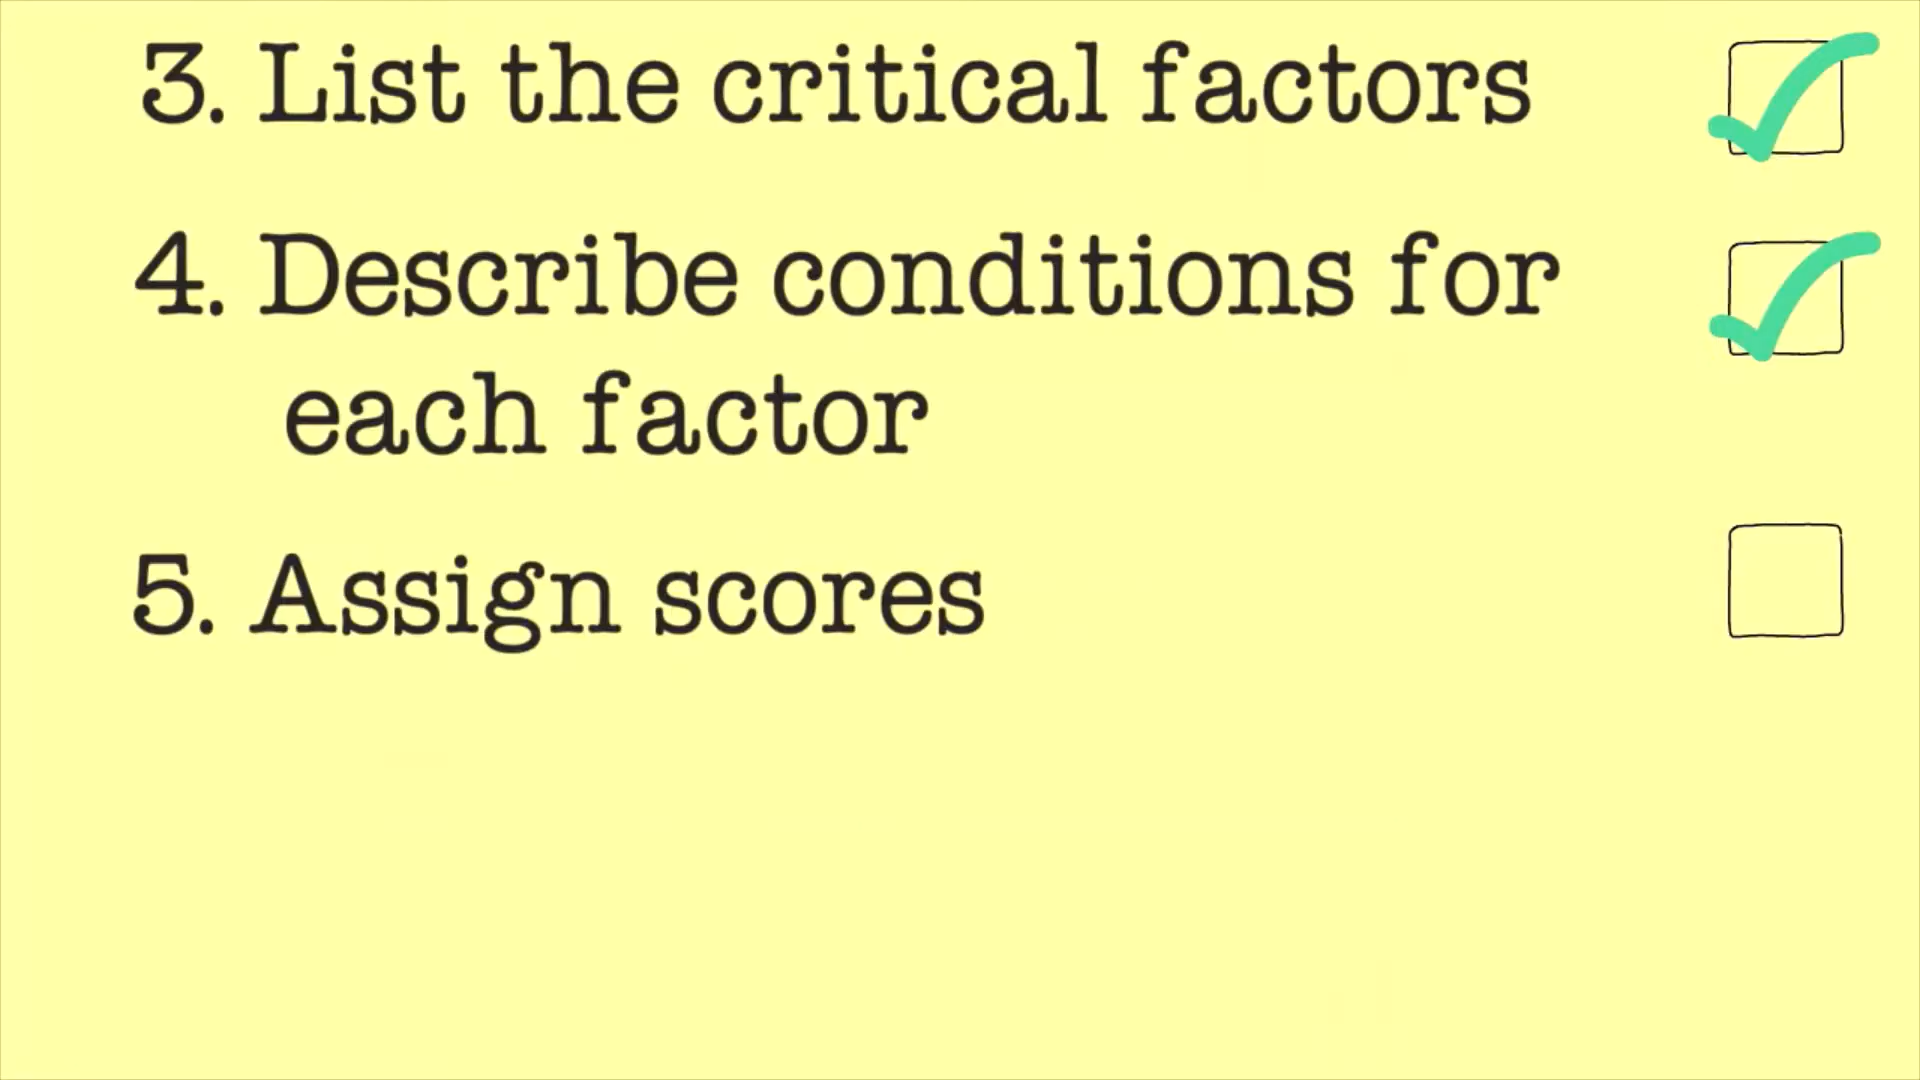 3. List the critical factors
4. Describe conditions for
each factor
5. Assign scores